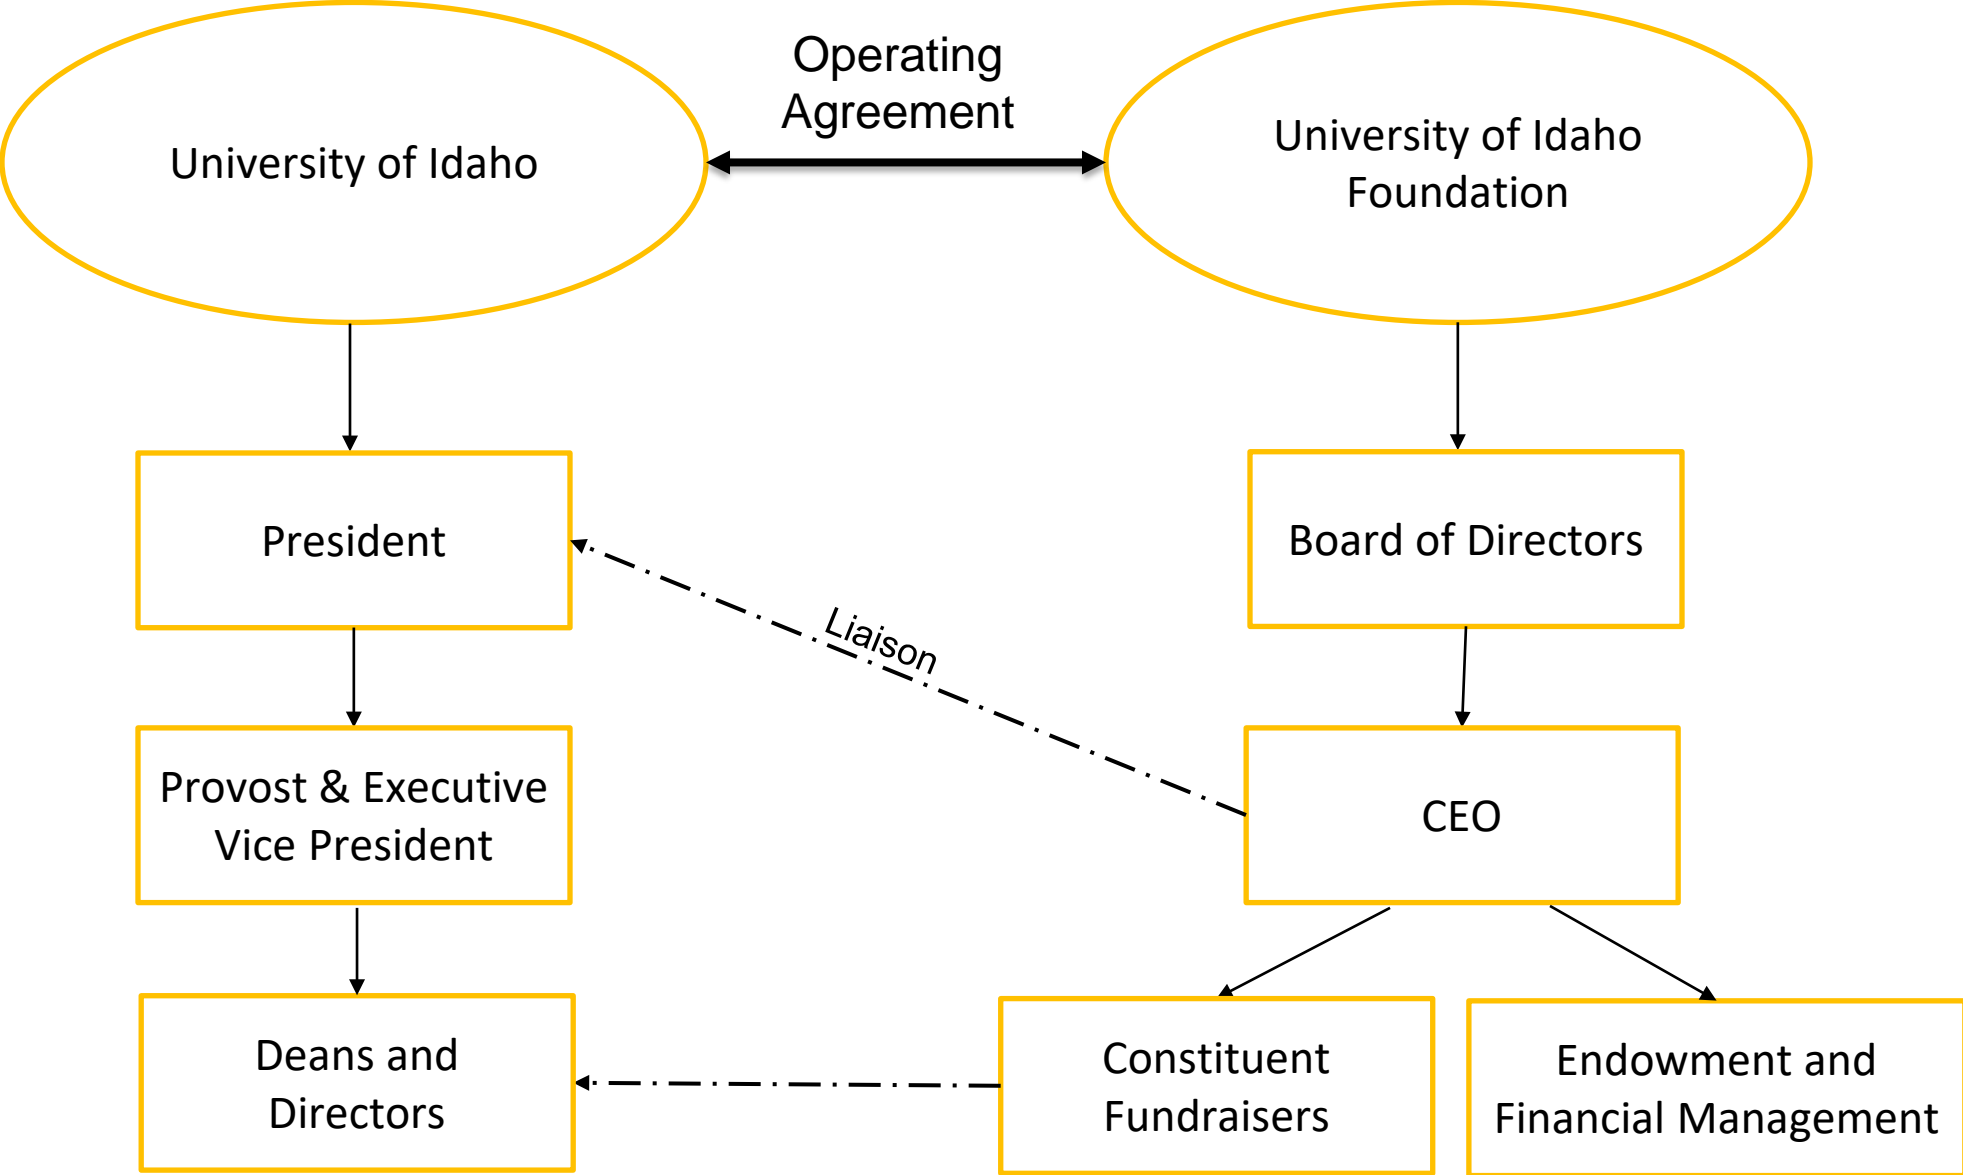 Operating
Agreement
University of Idaho
University of Idaho
Foundation
President
Board of Directors
Liaison
Provost & Executive
Vice President
CEO
Deans and
Directors
Constituent
Fundraisers
Endowment and
Financial Management